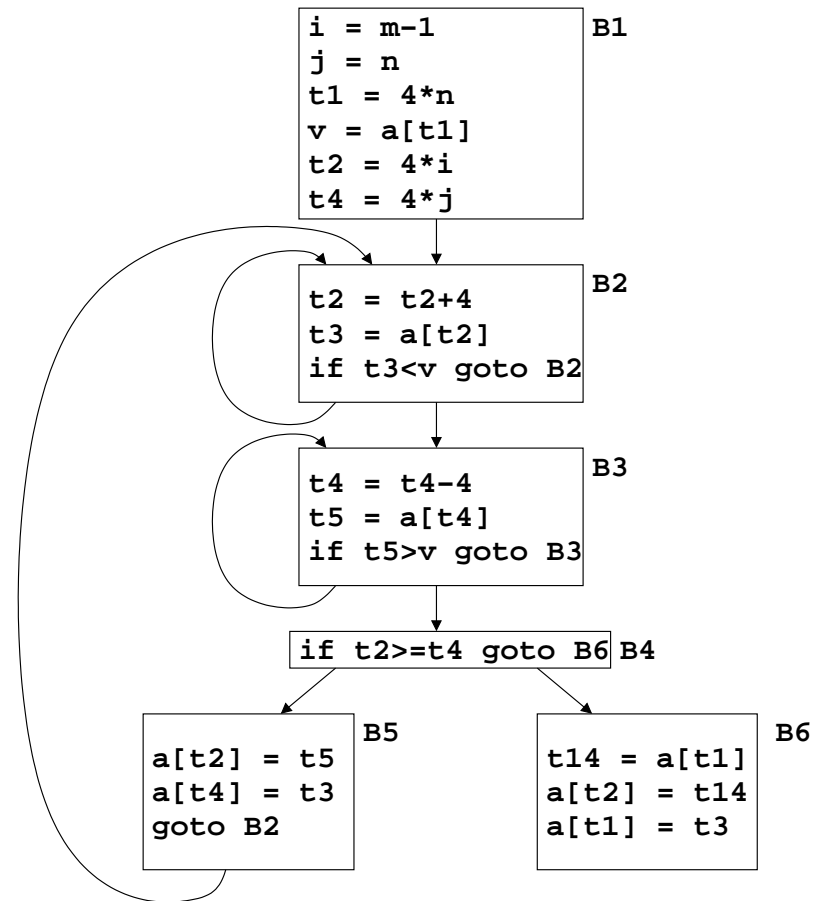 i = m-1
j = n
t1 = 4*n
v = a[t1]
t2 = 4*i
t4 = 4*j
B1
t2 = t2+4
t3 = a[t2]
if t3<v goto B2
B2
t4 = t4-4
t5 = a[t4]
if t5>v goto B3
B3
if t2>=t4 goto B6 B4
a[t2] = t5
a[t4] = t3
goto B2
B5
t14 = a[t1]
a[t2] = t14
a[t1] = t3
B6